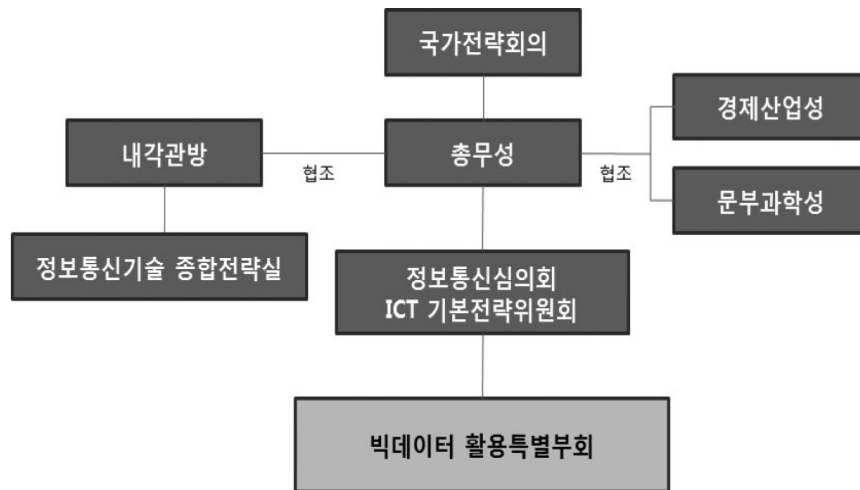 국가전략회의
경제산업성
내각관방
협조
총무성
협조
문부과학성
정보통신기술 종합전략실
정보통신심의회
ICT 기본전략위원회
빅데이터 활용특별부회